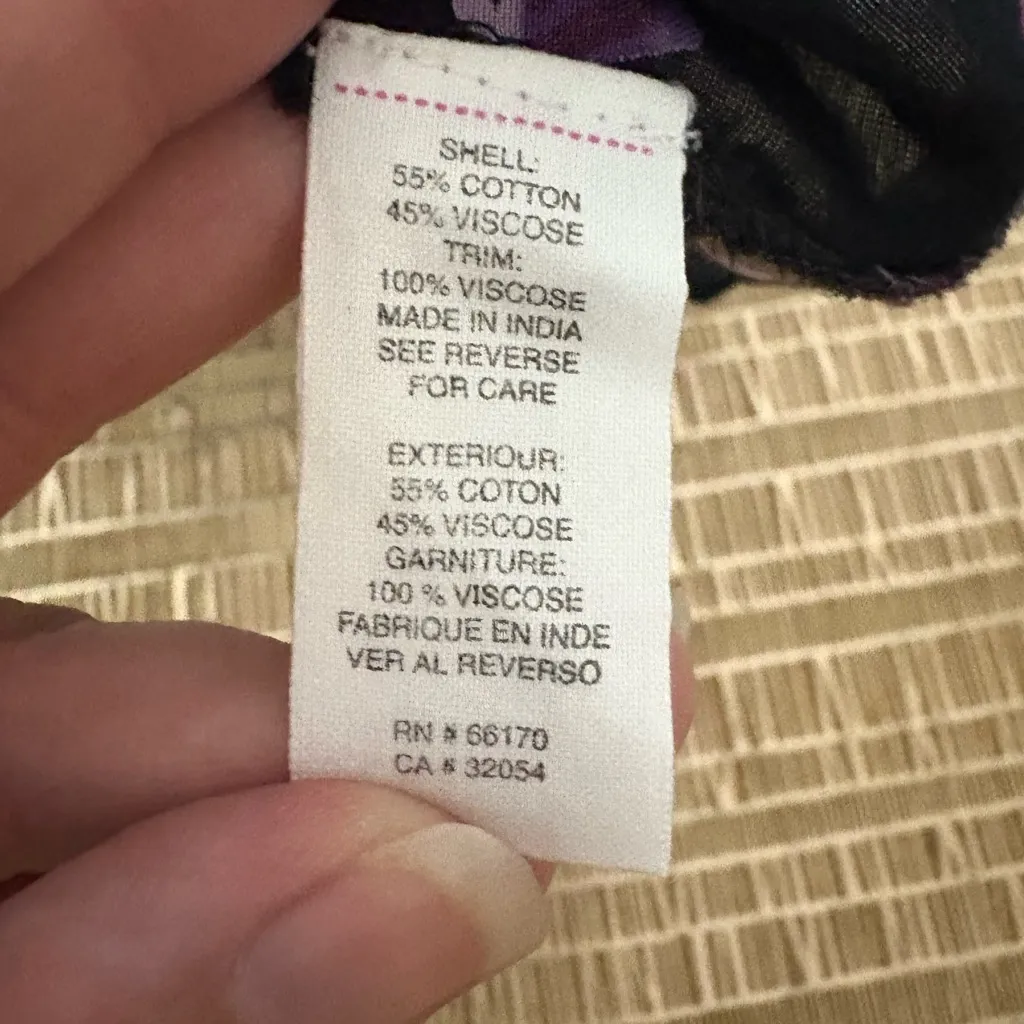 SHELL:
55% COTTON
45% VISCOSE
TRIM:
100% VISCOSE
MADE IN INDIA
SEE REVERSE
FOR CARE
EXTERIOUR:
55% COTON
45% VISCOSE
GARNITURE:
100 % VISCOSE
FABRIQUE EN INDE
VER AL REVERSO
RN # 66170
CA # 32054